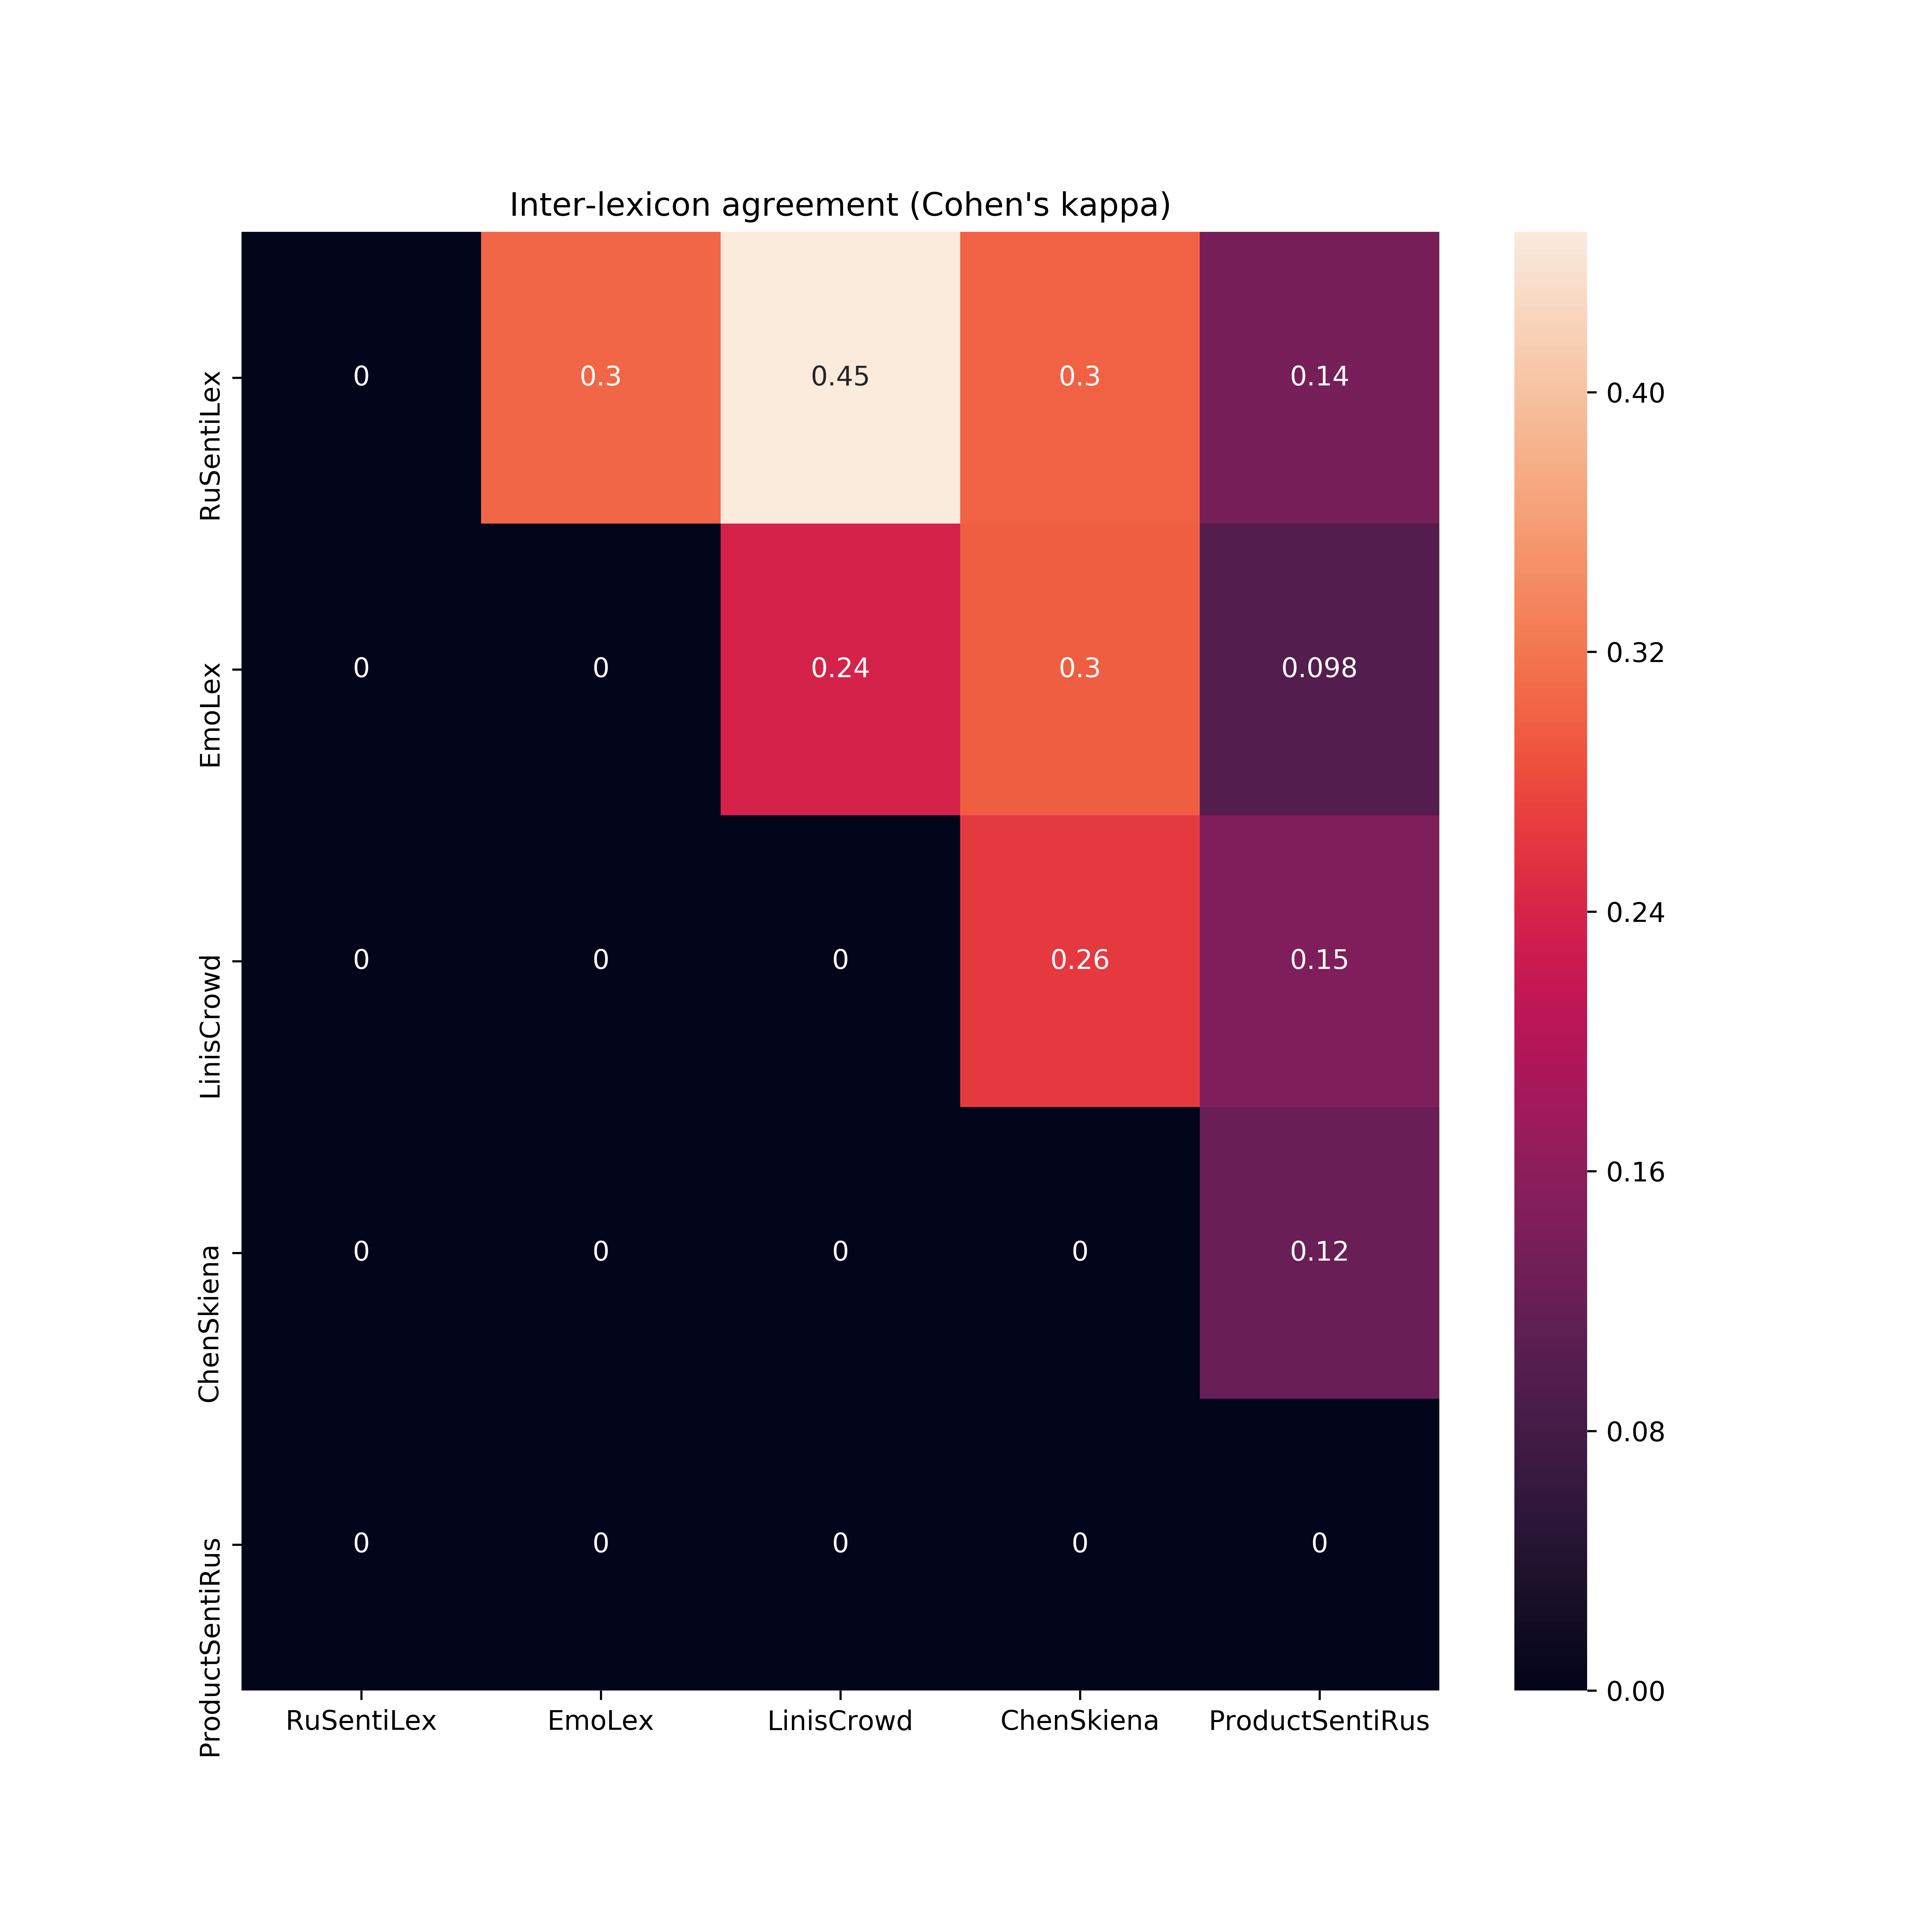 Inter-lexicon agreement (Cohen's kappa)
RuSentiLex 0 0.3 0.45 0.3 0.14
EmoLex 0 0 0.24 0.3 0.098
LinisCrowd 0 0 0 0.26 0.15
ChenSkiena 0 0 0 0 0.12
ProductSentiRus 0 0 0 0 0
RuSentiLex EmoLex LinisCrowd ChenSkiena ProductSentiRus
0.40
0.32
0.24
0.16
0.08
0.00